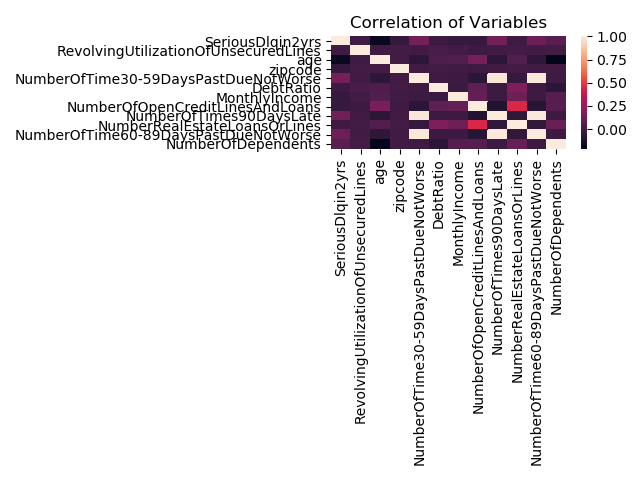 Correlation of Variables
SeriousDlqin2yrs
RevolvingUtilizationOfUnsecuredLines
age
zipcode
NumberOfTime30-59DaysPastDueNotWorse
DebtRatio
MonthlyIncome
NumberOfOpenCreditLinesAndLoans
NumberOfTimes90DaysLate
NumberRealEstateLoansOrLines
NumberOfTime60-89DaysPastDueNotWorse
NumberOfDependents
SeriousDlqin2yrs
RevolvingUtilizationOfUnsecuredLines
age
zipcode
NumberOfTime30-59DaysPastDueNotWorse
DebtRatio
MonthlyIncome
NumberOfOpenCreditLinesAndLoans
NumberOfTimes90DaysLate
NumberRealEstateLoansOrLines
NumberOfTime60-89DaysPastDueNotWorse
NumberOfDependents
1.00
0.75
0.50
0.25
0.00